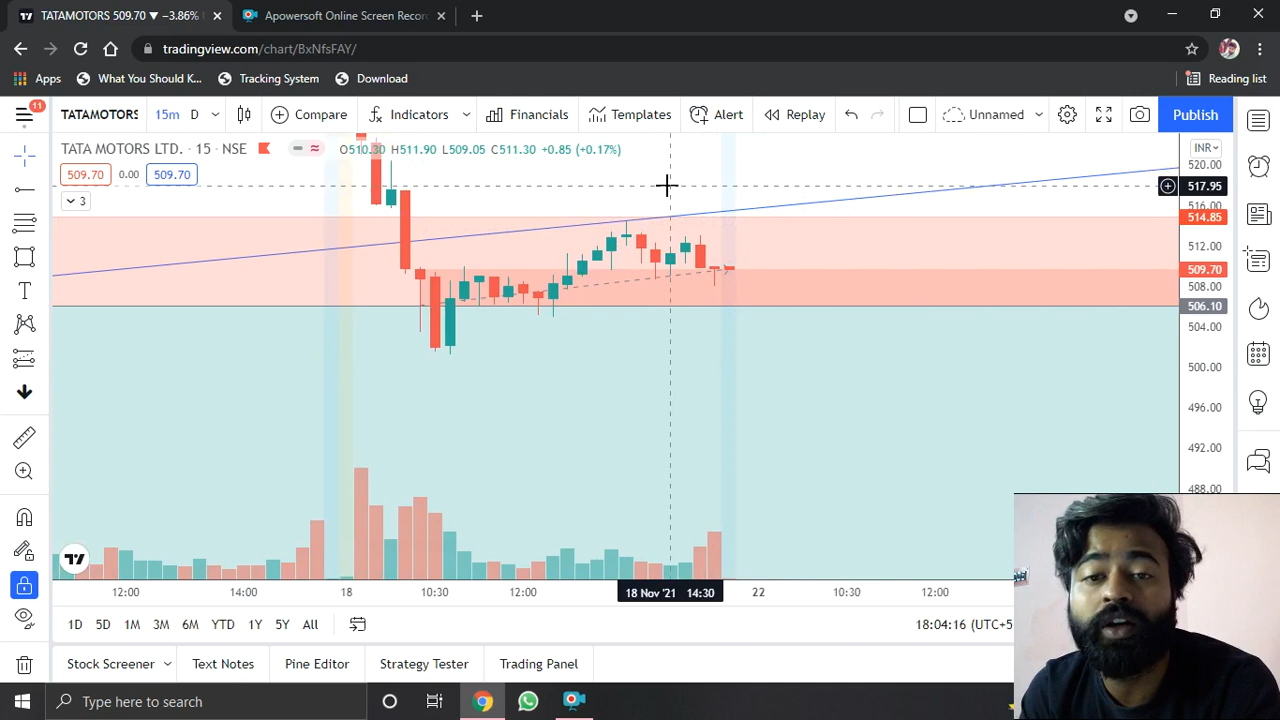 TATAMOTORS 509.70 ▼ −3.86%
Apowersoft Online Screen Recor
tradingview.com/chart/BxNfsFAY/
Apps
What You Should K...
Tracking System
Download
Reading list
11
TATAMOTORS
15m
D
Compare
Indicators
Financials
Templates
Alert
Replay
Unnamed
Publish
TATA MOTORS LTD. · 15 · NSE
O510.30 H511.90 L509.05 C511.30 +0.85 (+0.17%)
INR
509.70
0.00
509.70
3
520.00
517.95
516.00
514.85
512.00
509.70
508.00
506.10
504.00
500.00
496.00
492.00
488.00
12:00
14:00
18
10:30
12:00
18 Nov '21 14:30
22
10:30
12:00
1D
5D
1M
3M
6M
YTD
1Y
5Y
All
18:04:16 (UTC+5
Stock Screener
Text Notes
Pine Editor
Strategy Tester
Trading Panel
Type here to search